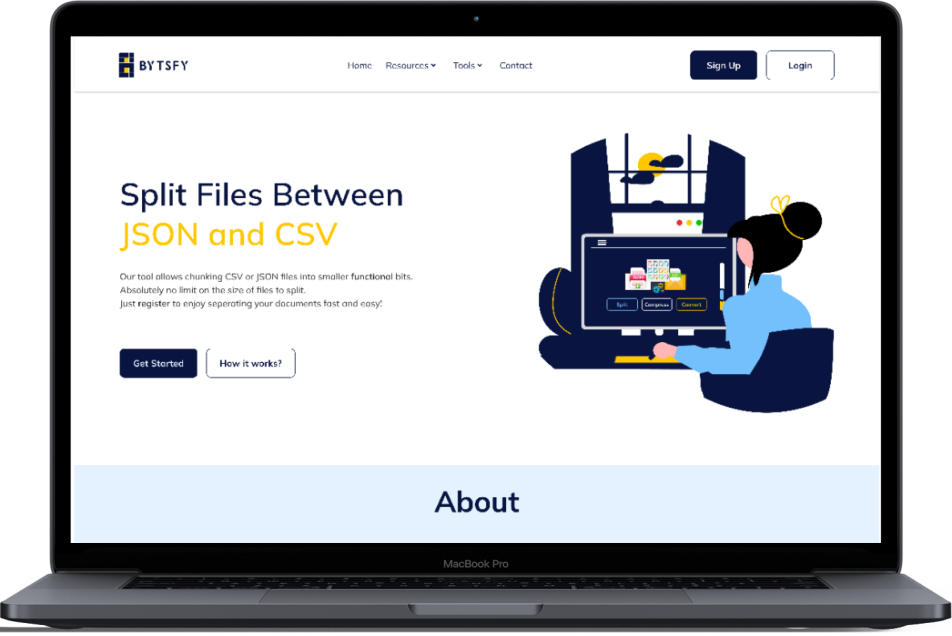 BYTSFY
Home Resources Tools Contact
Sign Up Login
Split Files Between
JSON and CSV
Our tool allows chunking CSV or JSON files into smaller functional bits.
Absolutely no limit on the size of files to split.
Just register to enjoy seperating your documents fast and easy!
Split Compress Convert
Get Started How it works?
About
MacBook Pro